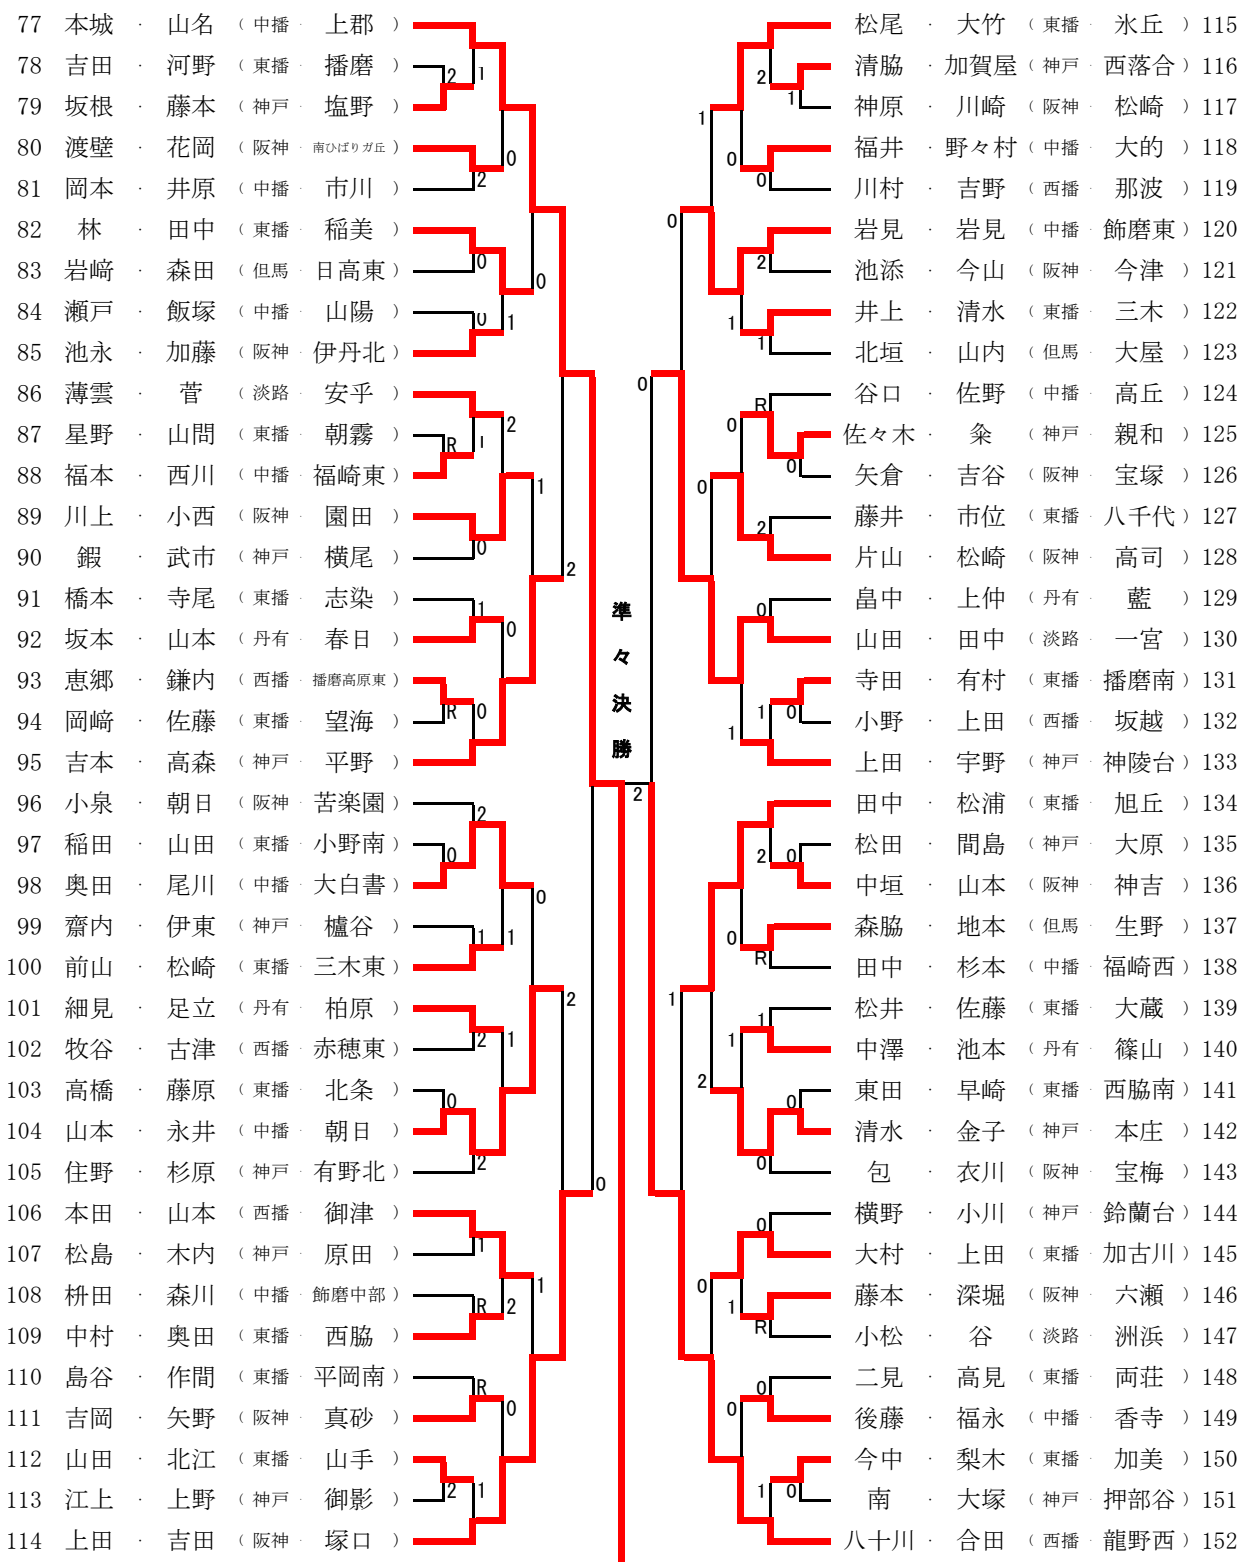 77 本城 ・ 山名 （ 中播 ・ 上郡 ）
78 吉田 ・ 河野 （ 東播 ・ 播磨 ）
79 坂根 ・ 藤本 （ 神戸 ・ 塩野 ）
80 渡壁 ・ 花岡 （ 阪神 ・ 南ひばりガ丘 ）
81 岡本 ・ 井原 （ 中播 ・ 市川 ）
82 林 ・ 田中 （ 東播 ・ 稲美 ）
83 岩﨑 ・ 森田 （ 但馬 ・ 日高東 ）
84 瀬戸 ・ 飯塚 （ 中播 ・ 山陽 ）
85 池永 ・ 加藤 （ 阪神 ・ 伊丹北 ）
86 薄雲 ・ 菅 （ 淡路 ・ 安乎 ）
87 星野 ・ 山問 （ 東播 ・ 朝霧 ）
88 福本 ・ 西川 （ 中播 ・ 福崎東 ）
89 川上 ・ 小西 （ 阪神 ・ 園田 ）
90 鍜 ・ 武市 （ 神戸 ・ 横尾 ）
91 橋本 ・ 寺尾 （ 東播 ・ 志染 ）
92 坂本 ・ 山本 （ 丹有 ・ 春日 ）
93 恵郷 ・ 鎌内 （ 西播 ・ 播磨高原東 ）
94 岡﨑 ・ 佐藤 （ 東播 ・ 望海 ）
95 吉本 ・ 高森 （ 神戸 ・ 平野 ）
96 小泉 ・ 朝日 （ 阪神 ・ 苦楽園 ）
97 稲田 ・ 山田 （ 東播 ・ 小野南 ）
98 奥田 ・ 尾川 （ 中播 ・ 大白書 ）
99 齋内 ・ 伊東 （ 神戸 ・ 櫨谷 ）
100 前山 ・ 松崎 （ 東播 ・ 三木東 ）
101 細見 ・ 足立 （ 丹有 ・ 柏原 ）
102 牧谷 ・ 古津 （ 西播 ・ 赤穂東 ）
103 高橋 ・ 藤原 （ 東播 ・ 北条 ）
104 山本 ・ 永井 （ 中播 ・ 朝日 ）
105 住野 ・ 杉原 （ 神戸 ・ 有野北 ）
106 本田 ・ 山本 （ 西播 ・ 御津 ）
107 松島 ・ 木内 （ 神戸 ・ 原田 ）
108 枡田 ・ 森川 （ 中播 ・ 飾磨中部 ）
109 中村 ・ 奥田 （ 東播 ・ 西脇 ）
110 島谷 ・ 作間 （ 東播 ・ 平岡南 ）
111 吉岡 ・ 矢野 （ 阪神 ・ 真砂 ）
112 山田 ・ 北江 （ 東播 ・ 山手 ）
113 江上 ・ 上野 （ 神戸 ・ 御影 ）
114 上田 ・ 吉田 （ 阪神 ・ 塚口 ）
準々決勝
松尾 ・ 大竹 （ 東播 ・ 氷丘 ） 115
清脇 ・ 加賀屋 （ 神戸 ・ 西落合 ） 116
神原 ・ 川崎 （ 阪神 ・ 松崎 ） 117
福井 ・ 野々村 （ 中播 ・ 大的 ） 118
川村 ・ 吉野 （ 西播 ・ 那波 ） 119
岩見 ・ 岩見 （ 中播 ・ 飾磨東 ） 120
池添 ・ 今山 （ 阪神 ・ 今津 ） 121
井上 ・ 清水 （ 東播 ・ 三木 ） 122
北垣 ・ 山内 （ 但馬 ・ 大屋 ） 123
谷口 ・ 佐野 （ 中播 ・ 高丘 ） 124
佐々木 ・ 粂 （ 神戸 ・ 親和 ） 125
矢倉 ・ 吉谷 （ 阪神 ・ 宝塚 ） 126
藤井 ・ 市位 （ 東播 ・ 八千代 ） 127
片山 ・ 松崎 （ 阪神 ・ 高司 ） 128
畠中 ・ 上仲 （ 丹有 ・ 藍 ） 129
山田 ・ 田中 （ 淡路 ・ 一宮 ） 130
寺田 ・ 有村 （ 東播 ・ 播磨南 ） 131
小野 ・ 上田 （ 西播 ・ 坂越 ） 132
上田 ・ 宇野 （ 神戸 ・ 神陵台 ） 133
田中 ・ 松浦 （ 東播 ・ 旭丘 ） 134
松田 ・ 間島 （ 神戸 ・ 大原 ） 135
中垣 ・ 山本 （ 阪神 ・ 神吉 ） 136
森脇 ・ 地本 （ 但馬 ・ 生野 ） 137
田中 ・ 杉本 （ 中播 ・ 福崎西 ） 138
松井 ・ 佐藤 （ 東播 ・ 大蔵 ） 139
中澤 ・ 池本 （ 丹有 ・ 篠山 ） 140
東田 ・ 早崎 （ 東播 ・ 西脇南 ） 141
清水 ・ 金子 （ 神戸 ・ 本庄 ） 142
包 ・ 衣川 （ 阪神 ・ 宝梅 ） 143
横野 ・ 小川 （ 神戸 ・ 鈴蘭台 ） 144
大村 ・ 上田 （ 東播 ・ 加古川 ） 145
藤本 ・ 深堀 （ 阪神 ・ 六瀬 ） 146
小松 ・ 谷 （ 淡路 ・ 洲浜 ） 147
二見 ・ 高見 （ 東播 ・ 両荘 ） 148
後藤 ・ 福永 （ 中播 ・ 香寺 ） 149
今中 ・ 梨木 （ 東播 ・ 加美 ） 150
南 ・ 大塚 （ 神戸 ・ 押部谷 ） 151
八十川 ・ 合田 （ 西播 ・ 龍野西 ） 152